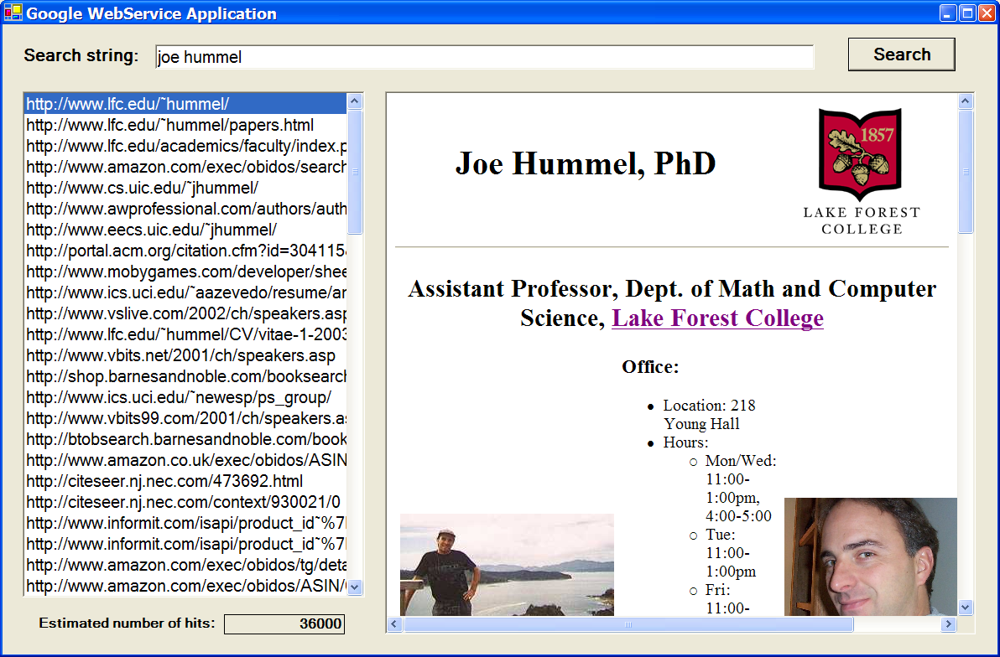 Google WebService Application
Search string:
joe hummel
Search
http://www.lfc.edu/~hummel/
http://www.lfc.edu/~hummel/papers.html
http://www.lfc.edu/academics/faculty/index.p
http://www.amazon.com/exec/obidos/search
http://www.cs.uic.edu/~jhummel/
http://www.awprofessional.com/authors/auth
http://www.eecs.uic.edu/~jhummel/
http://portal.acm.org/citation.cfm?id=3041154
http://www.mobygames.com/developer/shee
http://www.ics.uci.edu/~aazevedo/resume/ar
http://www.vslive.com/2002/ch/speakers.asp
http://www.lfc.edu/~hummel/CV/vitae-1-2003
http://www.vbits.net/2001/ch/speakers.asp
http://shop.barnesandnoble.com/booksearch
http://www.ics.uci.edu/~newesp/ps_group/
http://www.vbits99.com/2001/ch/speakers.as
http://btobsearch.barnesandnoble.com/book
http://www.amazon.co.uk/exec/obidos/ASIN
http://citeseer.nj.nec.com/473692.html
http://citeseer.nj.nec.com/context/930021/0
http://www.informit.com/isapi/product_id~%7
http://www.informit.com/isapi/product_id~%7
http://www.amazon.com/exec/obidos/tg/deta
http://www.amazon.com/exec/obidos/ASIN/
Estimated number of hits:
36000
Joe Hummel, PhD
1857
LAKE FOREST
COLLEGE
Assistant Professor, Dept. of Math and Computer
Science, Lake Forest College
Office:
Location: 218
Young Hall
Hours:
Mon/Wed:
11:00-
1:00pm,
4:00-5:00
Tue:
11:00-
1:00pm
Fri:
11:00-